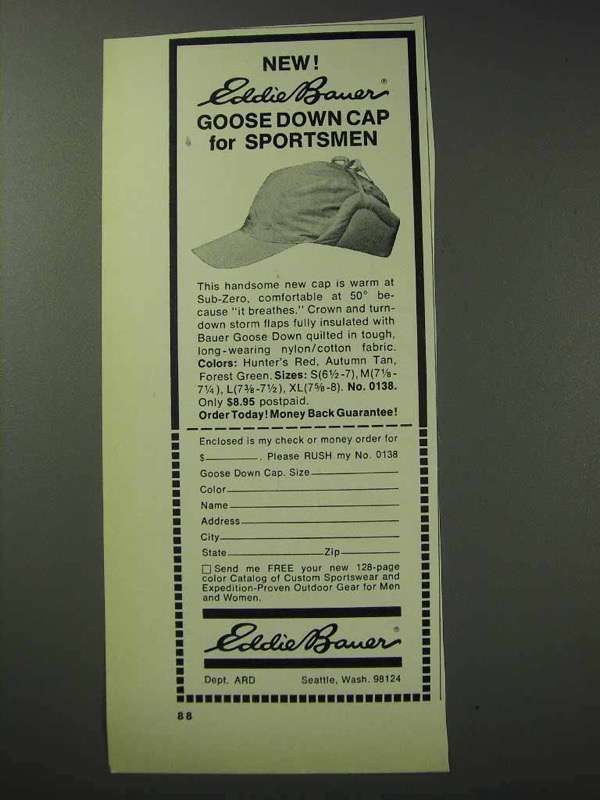 NEW!
Eddie Bauer®
GOOSE DOWN CAP
for SPORTSMEN
This handsome new cap is warm at
Sub-Zero, comfortable at 50° be-
cause "it breathes." Crown and turn-
down storm flaps fully insulated with
Bauer Goose Down quilted in tough,
long-wearing nylon/cotton fabric.
Colors: Hunter's Red, Autumn Tan,
Forest Green. Sizes: S(6½-7), M(7⅛-
7¼), L(7⅜-7½), XL(7⅝-8). No. 0138.
Only $8.95 postpaid.
Order Today! Money Back Guarantee!
Enclosed is my check or money order for
$________. Please RUSH my No. 0138
Goose Down Cap. Size
Color
Name
Address
City
State Zip
□ Send me FREE your new 128-page
color Catalog of Custom Sportswear and
Expedition-Proven Outdoor Gear for Men
and Women.
Eddie Bauer®
Dept. ARD Seattle, Wash. 98124
88